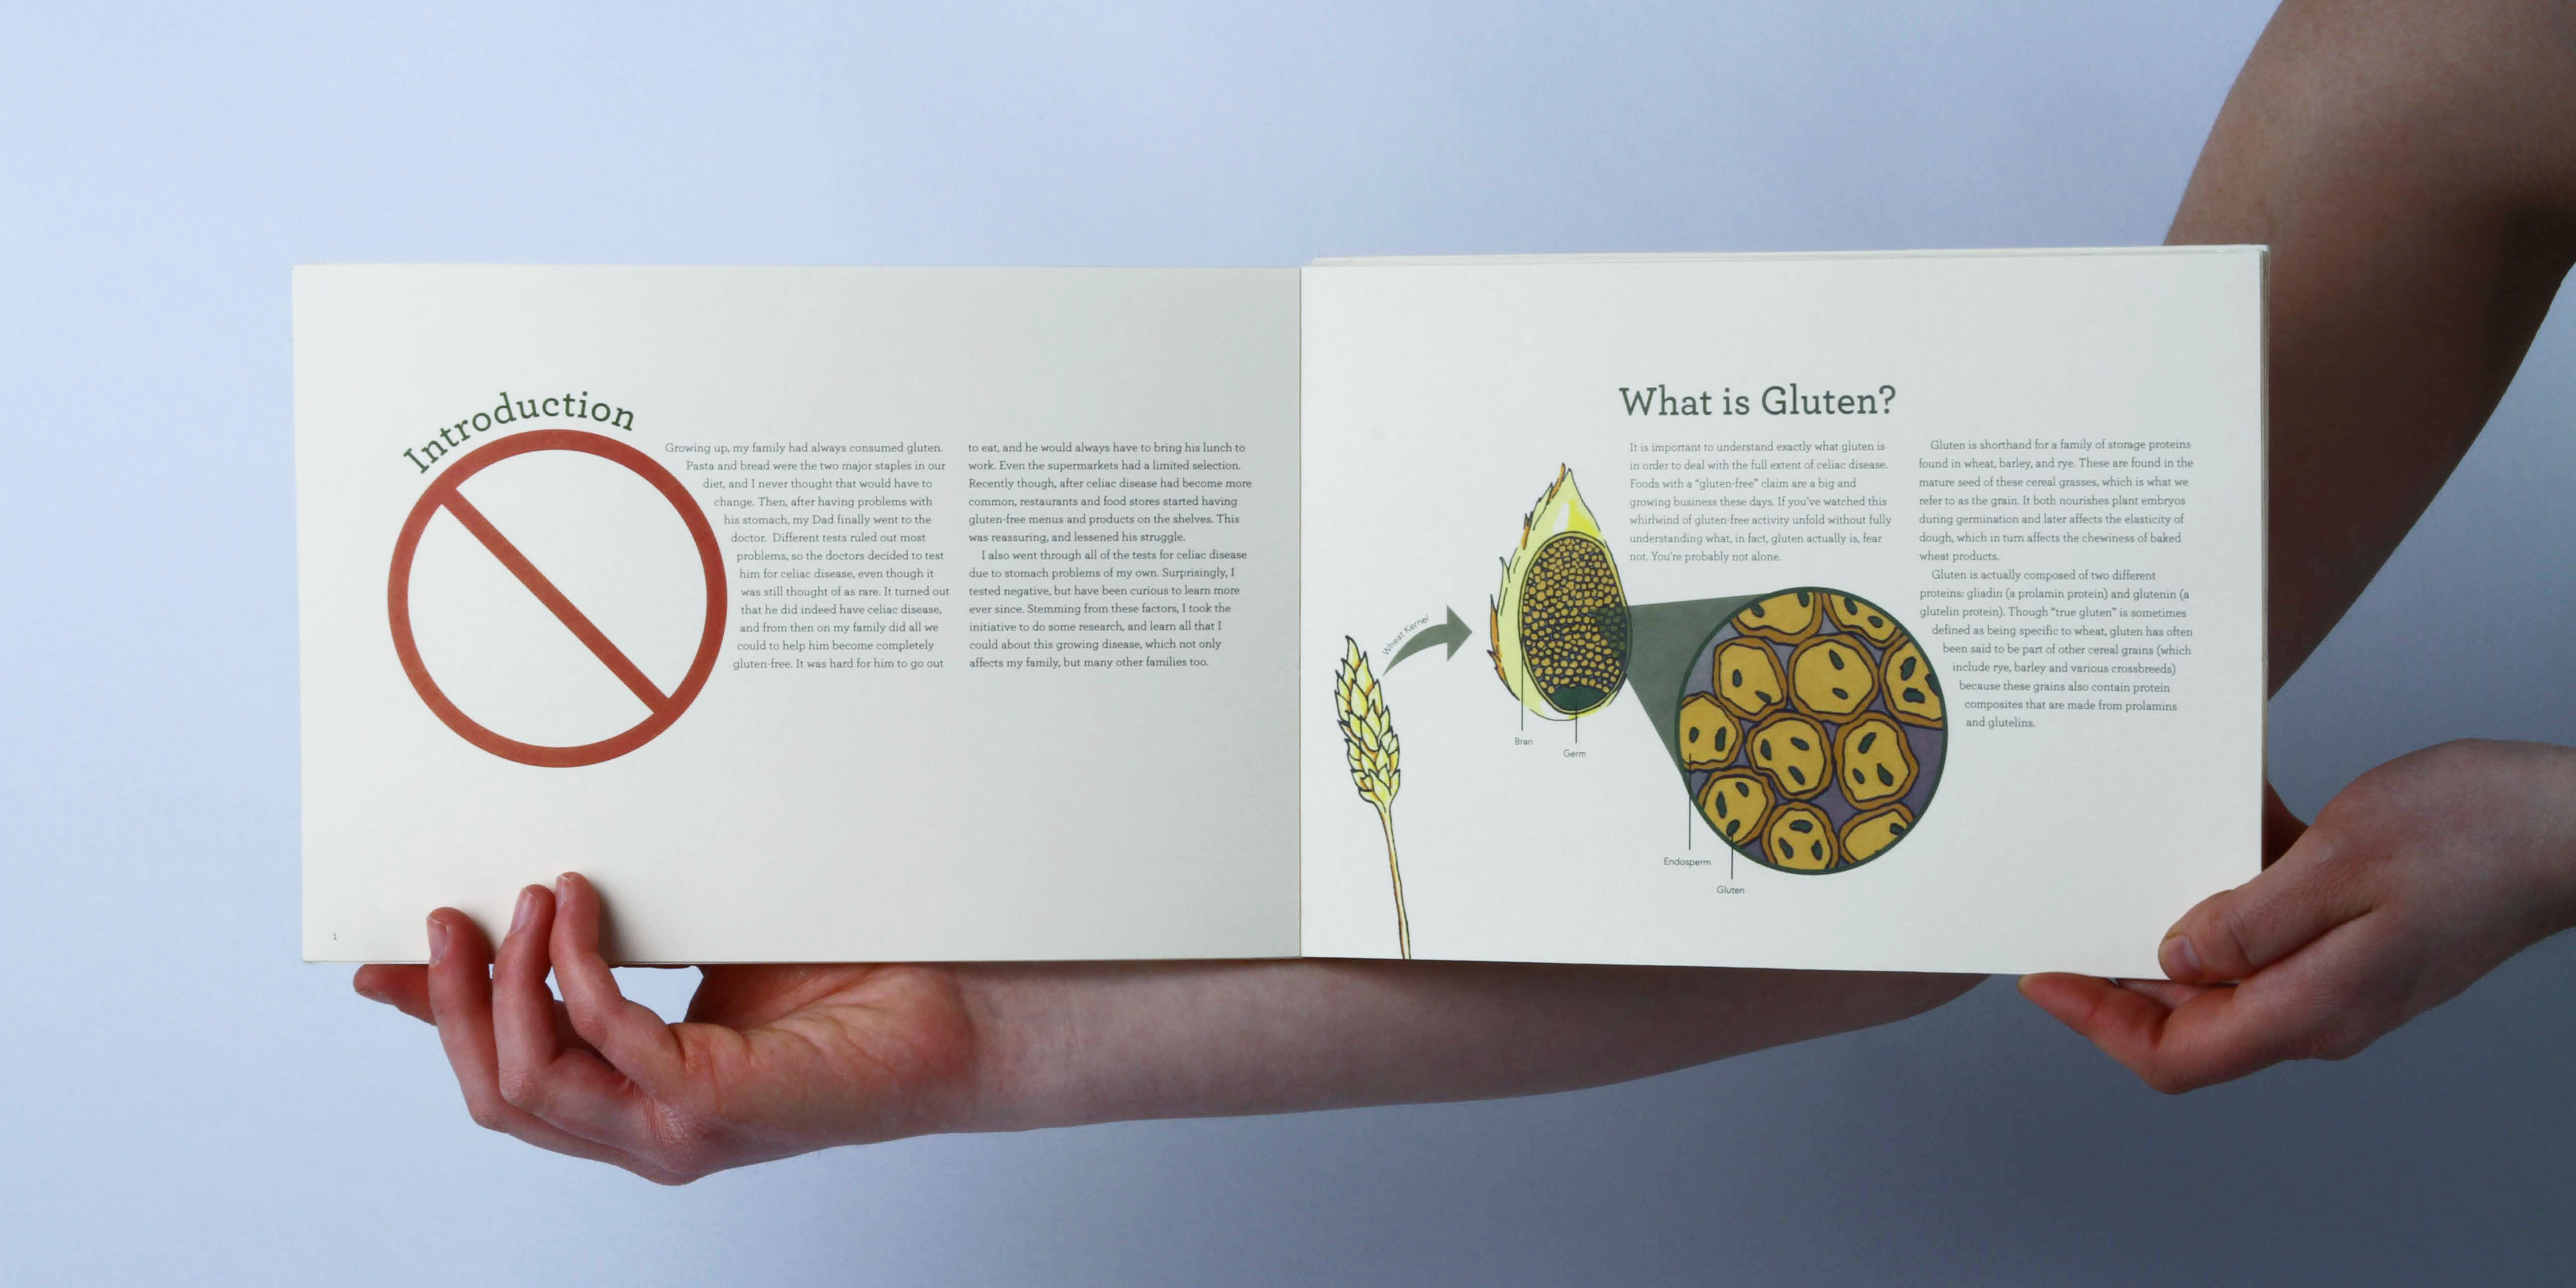 Introduction
Growing up, my family had always consumed gluten.
Pasta and bread were the two major staples in our
diet, and I never thought that would have to
change. Then, after having problems with
his stomach, my Dad finally went to the
doctor. Different tests ruled out most
problems, so the doctors decided to test
him for celiac disease, even though it
was still thought of as rare. It turned out
that he did indeed have celiac disease,
and from then on my family did all we
could to help him become completely
gluten-free. It was hard for him to go out
to eat, and he would always have to bring his lunch to
work. Even the supermarkets had a limited selection.
Recently though, after celiac disease had become more
common, restaurants and food stores started having
gluten-free menus and products on the shelves. This
was reassuring, and lessened his struggle.
I also went through all of the tests for celiac disease
due to stomach problems of my own. Surprisingly, I
tested negative, but have been curious to learn more
ever since. Stemming from these factors, I took the
initiative to do some research, and learn all that I
could about this growing disease, which not only
affects my family, but many other families too.
1
What is Gluten?
It is important to understand exactly what gluten is
in order to deal with the full extent of celiac disease.
Foods with a "gluten-free" claim are a big and
growing business these days. If you've watched this
whirlwind of gluten-free activity unfold without fully
understanding what, in fact, gluten actually is, fear
not. You're probably not alone.
Gluten is shorthand for a family of storage proteins
found in wheat, barley, and rye. These are found in the
mature seed of these cereal grasses, which is what we
refer to as the grain. It both nourishes plant embryos
during germination and later affects the elasticity of
dough, which in turn affects the chewiness of baked
wheat products.
Gluten is actually composed of two different
proteins: gliadin (a prolamin protein) and glutenin (a
glutelin protein). Though "true gluten" is sometimes
defined as being specific to wheat, gluten has often
been said to be part of other cereal grains (which
include rye, barley and various crossbreeds)
because these grains also contain protein
composites that are made from prolamins
and glutelins.
Wheat Kernel
Bran
Germ
Endosperm
Gluten